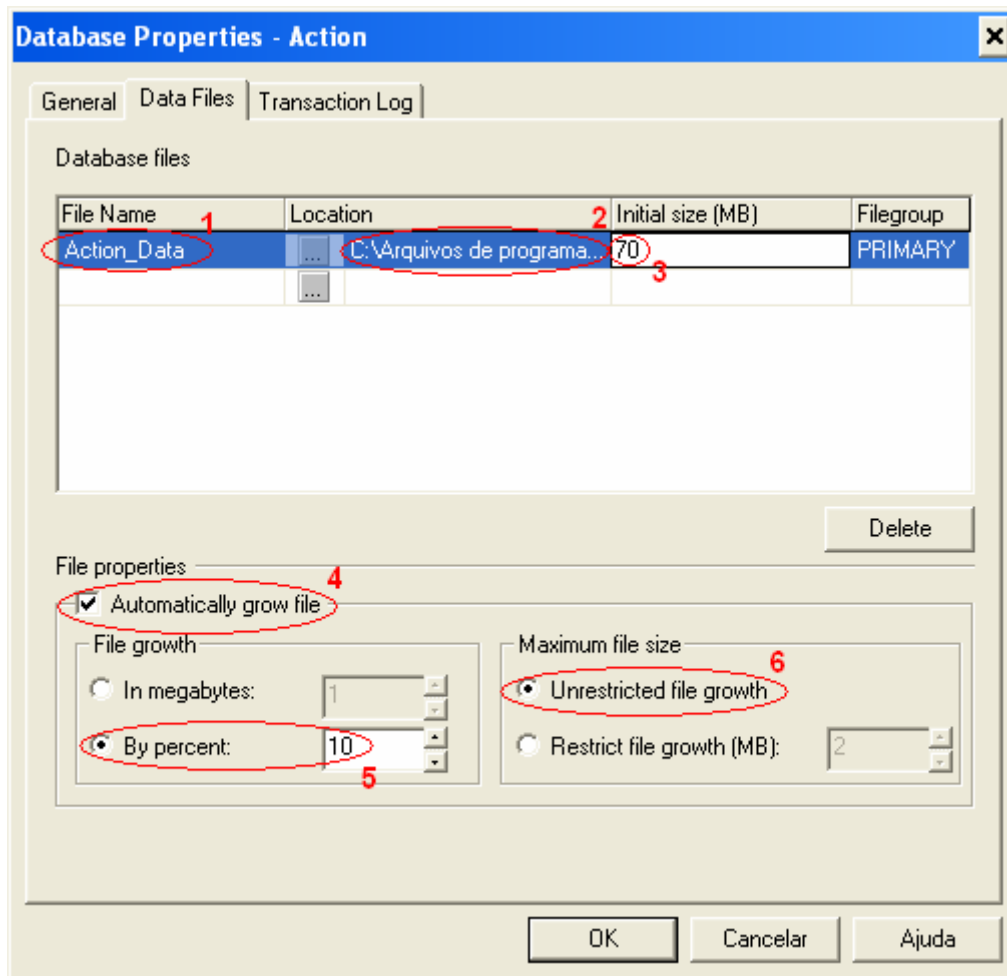 Database Properties - Action
General Data Files Transaction Log
Database files
File Name 1 Location 2 Initial size (MB) Filegroup
Action_Data ... C:\Arquivos de programa... 70 3 PRIMARY
...
Delete
File properties
4
Automatically grow file
File growth Maximum file size
6
In megabytes: 1 Unrestricted file growth
By percent: 10 Restrict file growth (MB): 2
5
OK Cancelar Ajuda